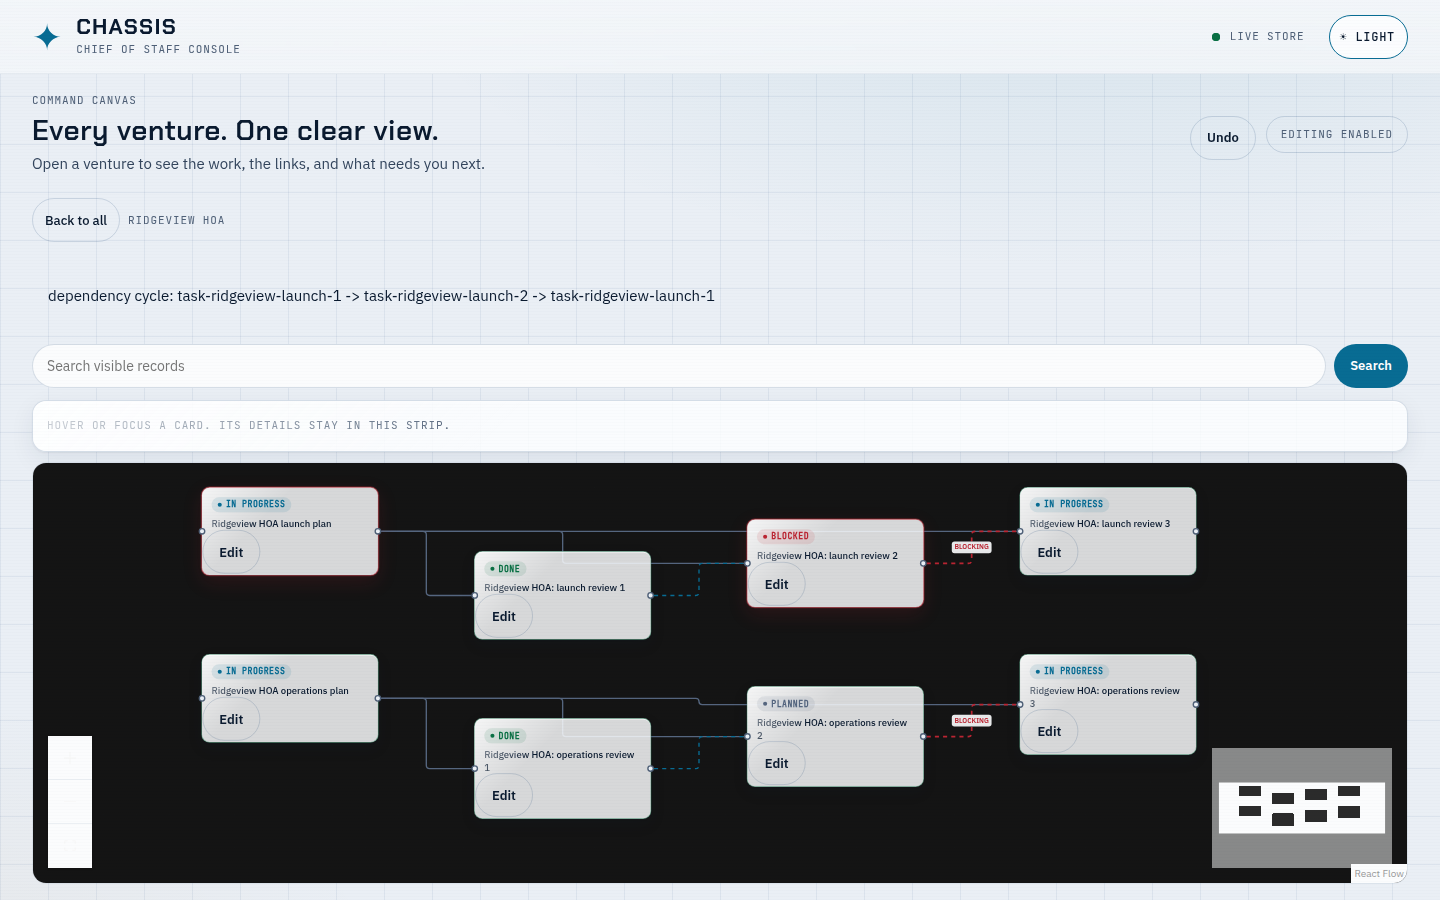 CHASSIS
CHIEF OF STAFF CONSOLE
LIVE STORE
☀ LIGHT
COMMAND CANVAS
Every venture. One clear view.
Open a venture to see the work, the links, and what needs you next.
Undo
EDITING ENABLED
Back to all
RIDGEVIEW HOA
dependency cycle: task-ridgeview-launch-1 -> task-ridgeview-launch-2 -> task-ridgeview-launch-1
Search visible records
Search
HOVER OR FOCUS A CARD. ITS DETAILS STAY IN THIS STRIP.
IN PROGRESS
Ridgeview HOA launch plan
Edit
DONE
Ridgeview HOA: launch review 1
Edit
BLOCKED
Ridgeview HOA: launch review 2
Edit
BLOCKING
IN PROGRESS
Ridgeview HOA: launch review 3
Edit
IN PROGRESS
Ridgeview HOA operations plan
Edit
DONE
Ridgeview HOA: operations review
1
Edit
PLANNED
Ridgeview HOA: operations review
2
Edit
BLOCKING
IN PROGRESS
Ridgeview HOA: operations review
3
Edit
React Flow